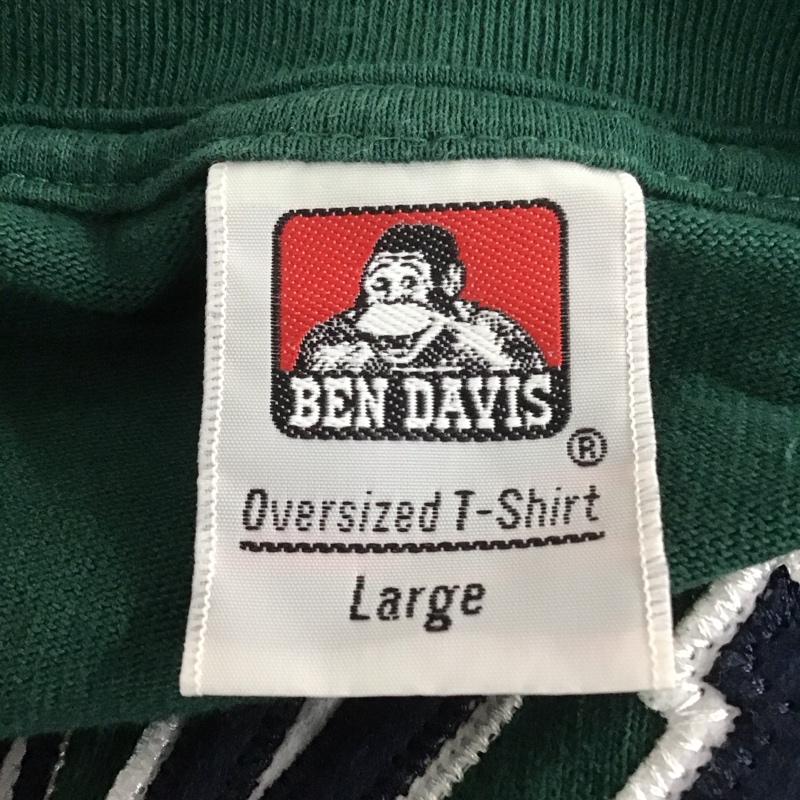 BEN DAVIS
®
Oversized T-Shirt
Large